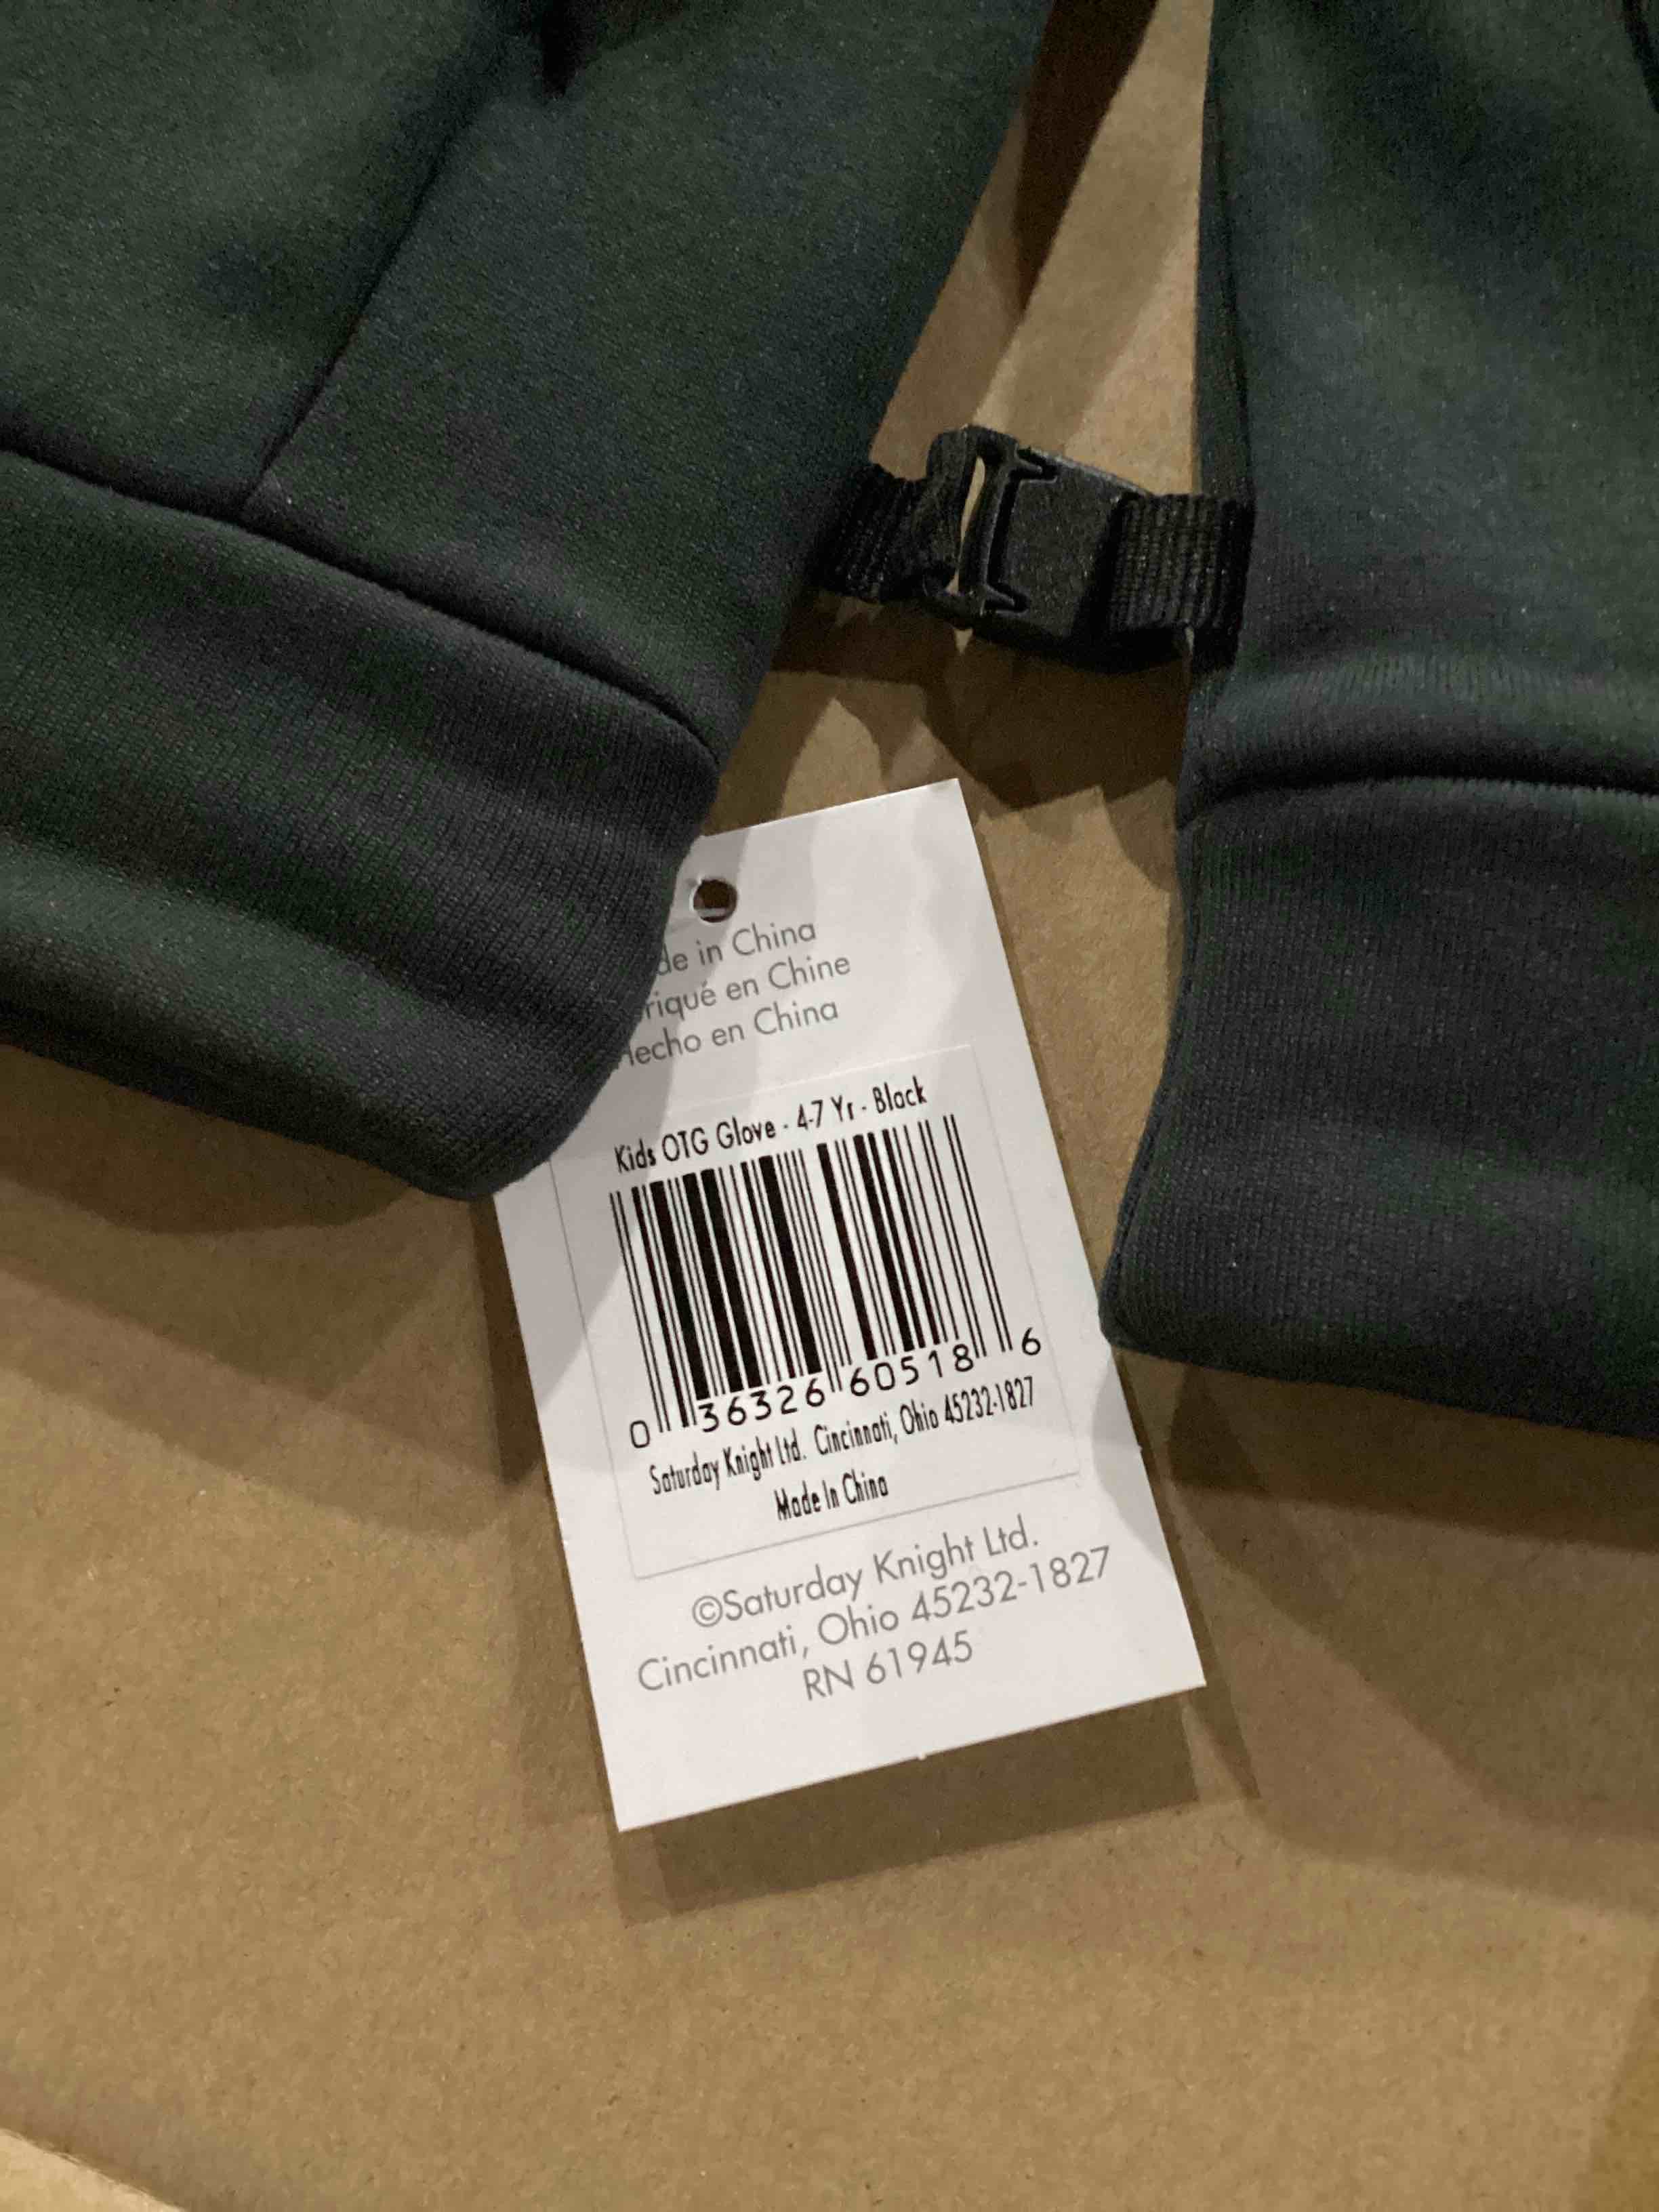 de in China
riqué en Chine
Hecho en China
Kids OTG Glove - 4-7 Yr - Black
0 36326 60518 6
Saturday Knight Ltd. Cincinnati, Ohio 45232-1827
Made In China
©Saturday Knight Ltd.
Cincinnati, Ohio 45232-1827
RN 61945